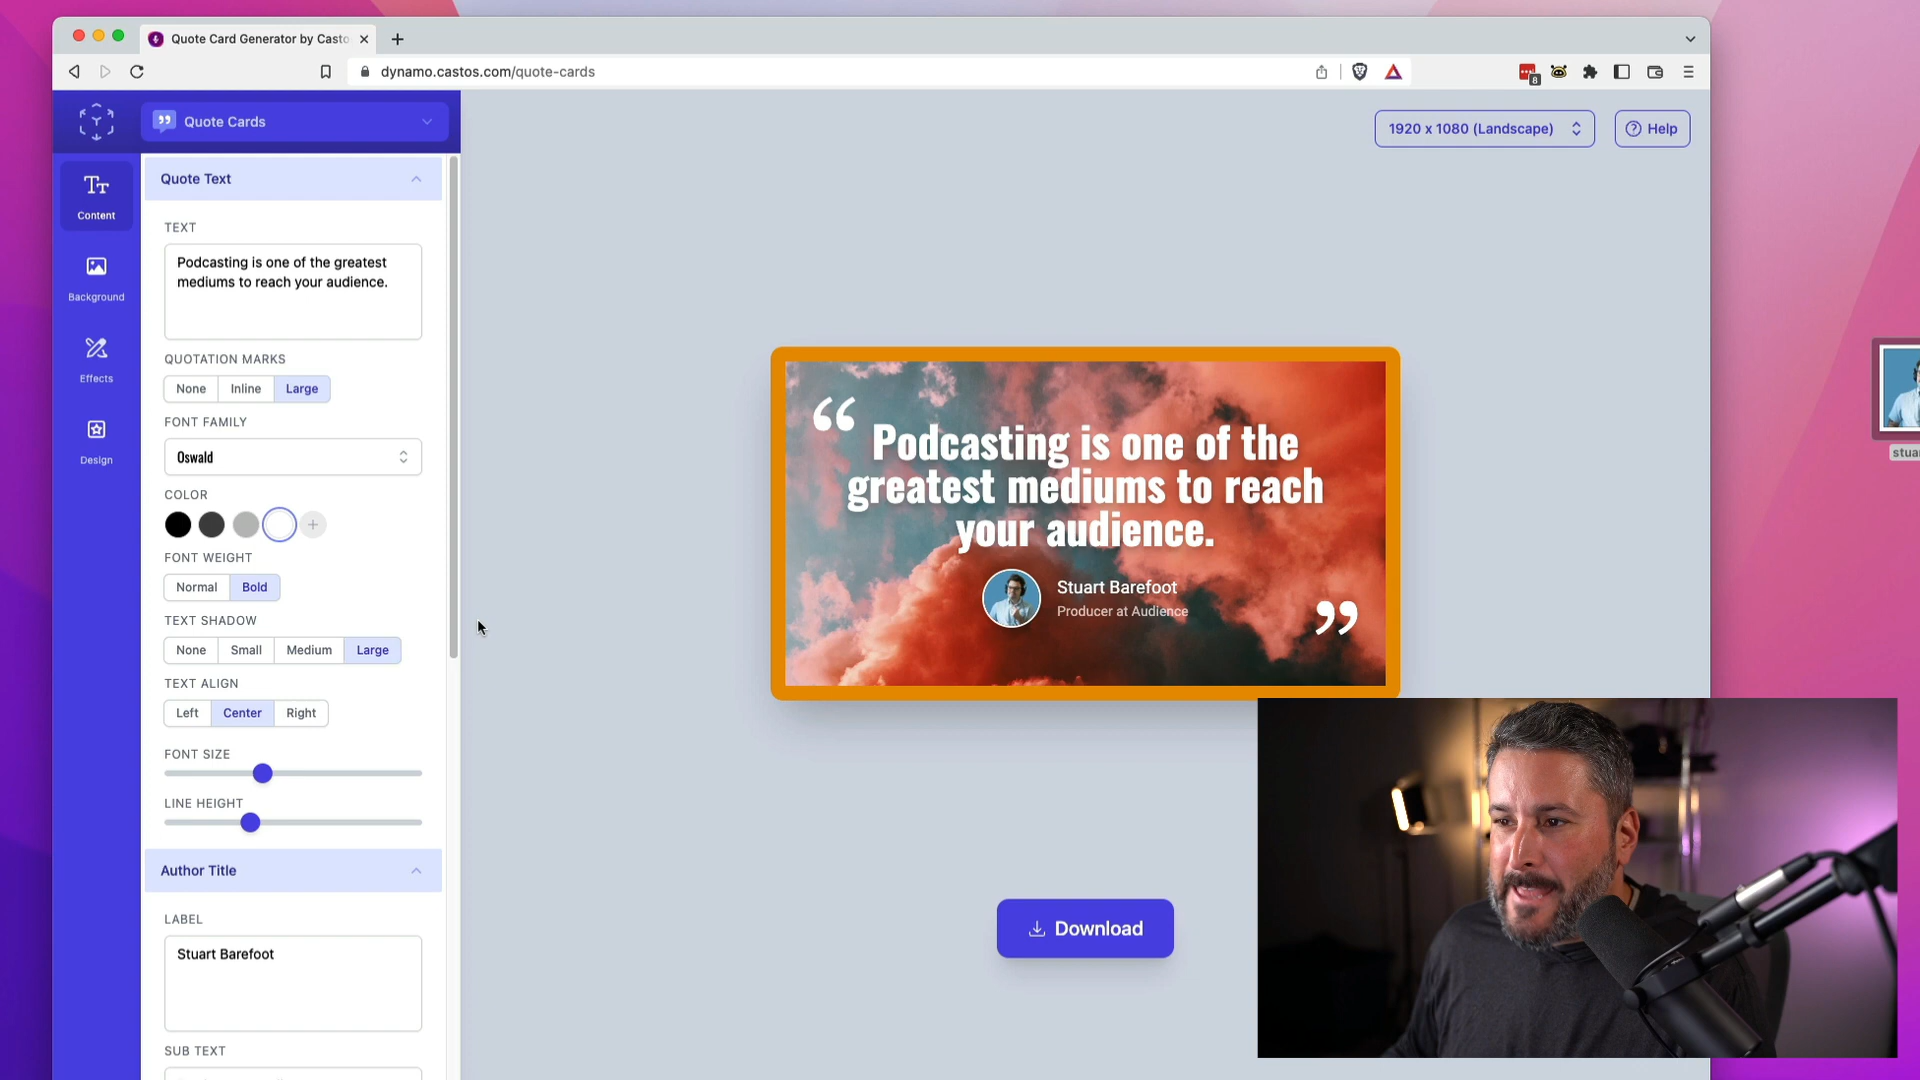 Quote Card Generator by Casto
dynamo.castos.com/quote-cards
8
Quote Cards
1920 x 1080 (Landscape)
Help
Content
Background
Effects
Design
Quote Text
TEXT
Podcasting is one of the greatest
mediums to reach your audience.
QUOTATION MARKS
None Inline Large
FONT FAMILY
Oswald
COLOR
FONT WEIGHT
Normal Bold
TEXT SHADOW
None Small Medium Large
TEXT ALIGN
Left Center Right
FONT SIZE
LINE HEIGHT
Author Title
LABEL
Stuart Barefoot
SUB TEXT
“
Podcasting is one of the
greatest mediums to reach
your audience.
Stuart Barefoot
Producer at Audience
”
Download
stuar